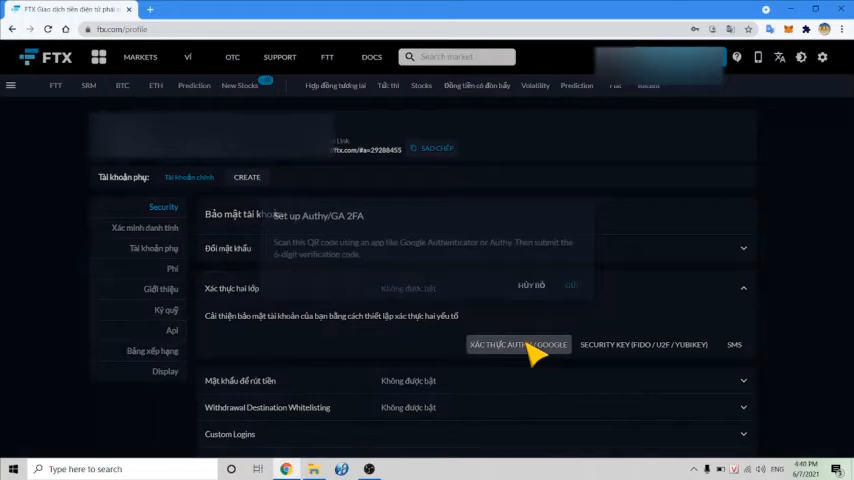 FTX Giao dịch tiền điện tử phái s
ftx.com/profile
FTX MARKETS VÍ OTC SUPPORT FTT DOCS Search market...
FTT SRM BTC ETH Prediction New Stocks Hợp đồng tương lai Tức thì Stocks Đồng tiền có đòn bẩy Volatility Prediction Fiat
Link
//ftx.com/#a=29288455 SAO CHÉP
Tài khoản phụ: Tài khoản chính CREATE
Security
Xác minh danh tính
Tài khoản phụ
Phí
Giới thiệu
Ký quỹ
Api
Bảng xếp hạng
Display
Bảo mật tài khoản
Set up Authy/GA 2FA
Đổi mật khẩu
Scan this QR code using an app like Google Authenticator or Authy. Then submit the
6-digit verification code.
Xác thực hai lớp Không được bật
HỦY BỎ GỬI
Cải thiện bảo mật tài khoản của bạn bằng cách thiết lập xác thực hai yếu tố
XÁC THỰC AUTHY / GOOGLE SECURITY KEY (FIDO / U2F / YUBIKEY) SMS
Mật khẩu để rút tiền Không được bật
Withdrawal Destination Whitelisting Không được bật
Custom Logins
Type here to search
ENG
4:40 PM
6/7/2021